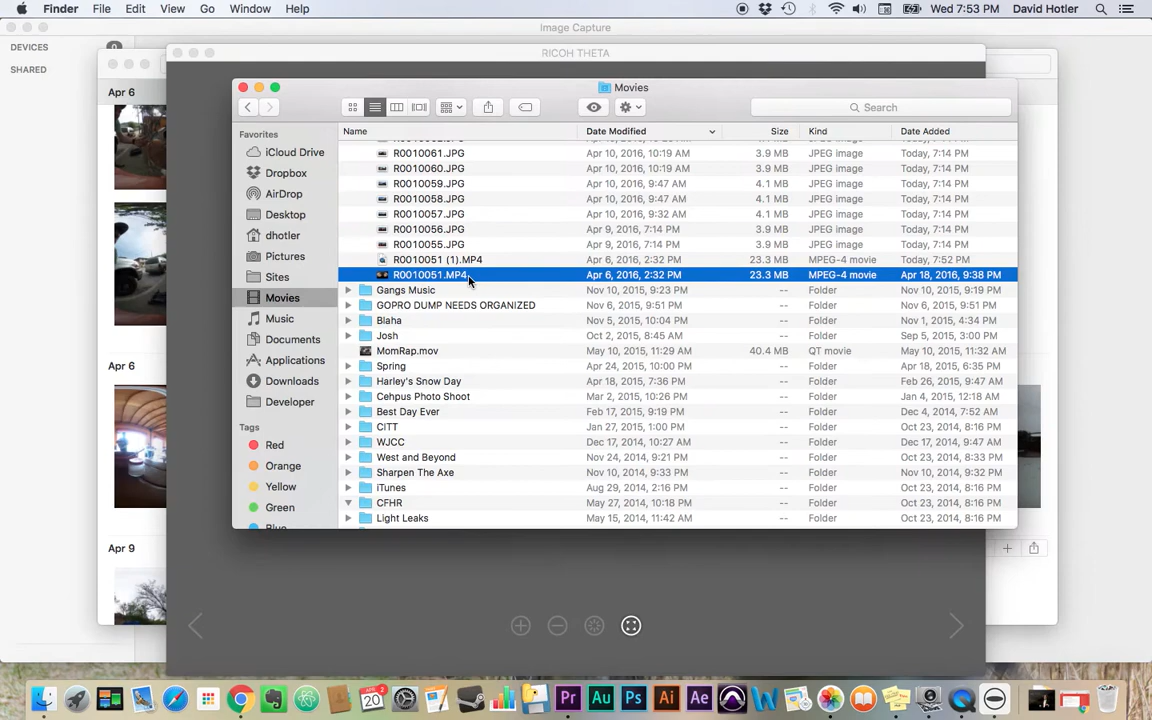 Finder File Edit View Go Window Help Wed 7:53 PM David Hotler
Image Capture
DEVICES 0
SHARED
RICOH THETA
Apr 6
Apr 6
Apr 9
Movies
Search
Favorites
iCloud Drive
Dropbox
AirDrop
Desktop
dhotler
Pictures
Sites
Movies
Music
Documents
Applications
Downloads
Developer
Tags
Red
Orange
Yellow
Green
Blue
Name Date Modified Size Kind Date Added
R0010061.JPG Apr 10, 2016, 10:19 AM 3.9 MB JPEG image Today, 7:14 PM
R0010060.JPG Apr 10, 2016, 10:19 AM 3.9 MB JPEG image Today, 7:14 PM
R0010059.JPG Apr 10, 2016, 9:47 AM 4.1 MB JPEG image Today, 7:14 PM
R0010058.JPG Apr 10, 2016, 9:47 AM 4.1 MB JPEG image Today, 7:14 PM
R0010057.JPG Apr 10, 2016, 9:32 AM 4.1 MB JPEG image Today, 7:14 PM
R0010056.JPG Apr 9, 2016, 7:14 PM 3.9 MB JPEG image Today, 7:14 PM
R0010055.JPG Apr 9, 2016, 7:14 PM 3.9 MB JPEG image Today, 7:14 PM
R0010051 (1).MP4 Apr 6, 2016, 2:32 PM 23.3 MB MPEG-4 movie Today, 7:52 PM
R0010051.MP4 Apr 6, 2016, 2:32 PM 23.3 MB MPEG-4 movie Apr 18, 2016, 9:38 PM
Gangs Music Nov 10, 2015, 9:23 PM -- Folder Nov 10, 2015, 9:19 PM
GOPRO DUMP NEEDS ORGANIZED Nov 6, 2015, 9:51 PM -- Folder Nov 6, 2015, 9:23 PM
Blaha Nov 5, 2015, 10:04 PM -- Folder Nov 1, 2015, 4:34 PM
Josh Oct 2, 2015, 8:45 AM -- Folder Sep 5, 2015, 3:00 PM
MomRap.mov May 10, 2015, 11:29 AM 40.4 MB QT movie May 10, 2015, 11:32 AM
Spring Apr 24, 2015, 10:00 PM -- Folder Apr 18, 2015, 6:35 PM
Harley's Snow Day Apr 18, 2015, 7:36 PM -- Folder Feb 26, 2015, 9:47 AM
Cehpus Photo Shoot Mar 2, 2015, 10:26 PM -- Folder Jan 4, 2015, 12:18 AM
Best Day Ever Feb 17, 2015, 9:19 PM -- Folder Dec 4, 2014, 7:52 AM
CITT Jan 27, 2015, 1:00 PM -- Folder Oct 23, 2014, 8:16 PM
WJCC Dec 17, 2014, 10:27 AM -- Folder Dec 17, 2014, 9:47 AM
West and Beyond Nov 24, 2014, 9:21 PM -- Folder Oct 23, 2014, 8:33 PM
Sharpen The Axe Nov 10, 2014, 9:33 PM -- Folder Nov 10, 2014, 9:32 PM
iTunes Aug 29, 2014, 2:16 PM -- Folder Oct 23, 2014, 8:16 PM
CFHR May 27, 2014, 10:18 PM -- Folder Oct 23, 2014, 8:16 PM
Light Leaks May 15, 2014, 11:42 AM -- Folder Oct 23, 2014, 8:16 PM
APR 20 2 Pr Au Ps Ai Ae W